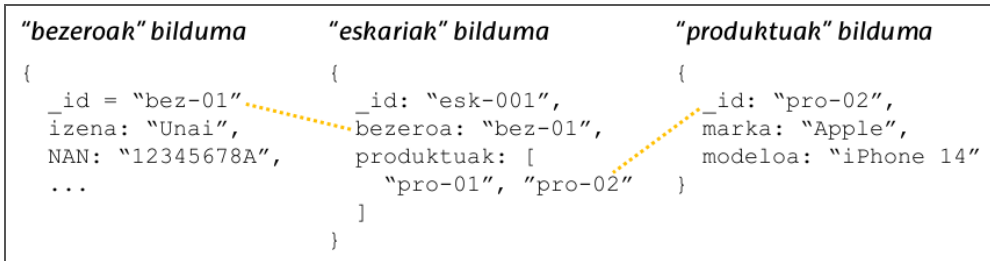 “bezeroak” bilduma
{
_id = “bez-01”
izena: “Unai”,
NAN: “12345678A”,
...
“eskariak” bilduma
{
_id: “esk-001”,
bezeroa: “bez-01”,
produktuak: [
“pro-01”, ”pro-02”
]
}
“produktuak” bilduma
{
_id: “pro-02”,
marka: “Apple”,
modeloa: “iPhone 14”
}